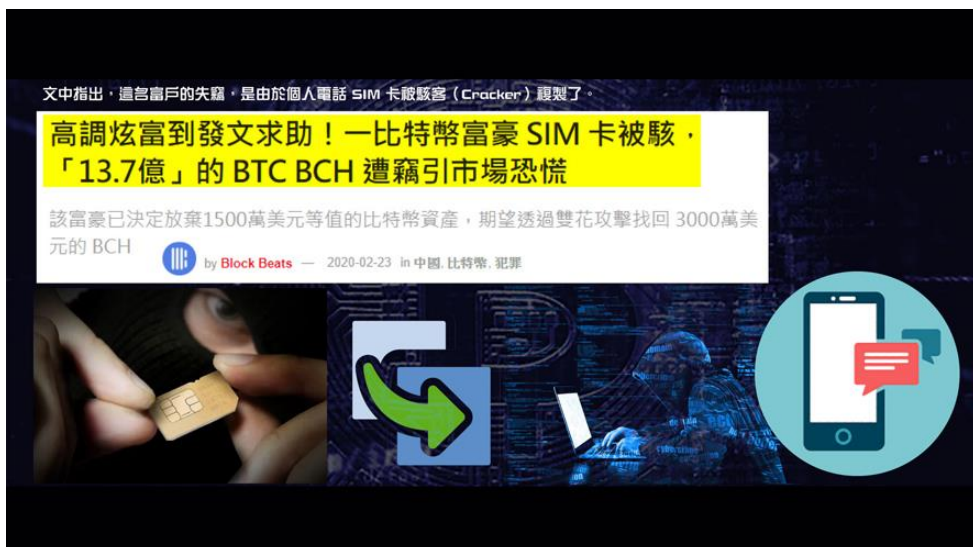 文中指出，這名富戶的失竊，是由於個人電話 SIM 卡被駭客（Cracker）複製了。
高調炫富到發文求助！一比特幣富豪 SIM 卡被駭，
「13.7億」的 BTC BCH 遭竊引市場恐慌
該富豪已決定放棄1500萬美元等值的比特幣資產，期望透過雙花攻擊找回 3000萬美
元的 BCH
by Block Beats — 2020-02-23 in 中國, 比特幣, 犯罪